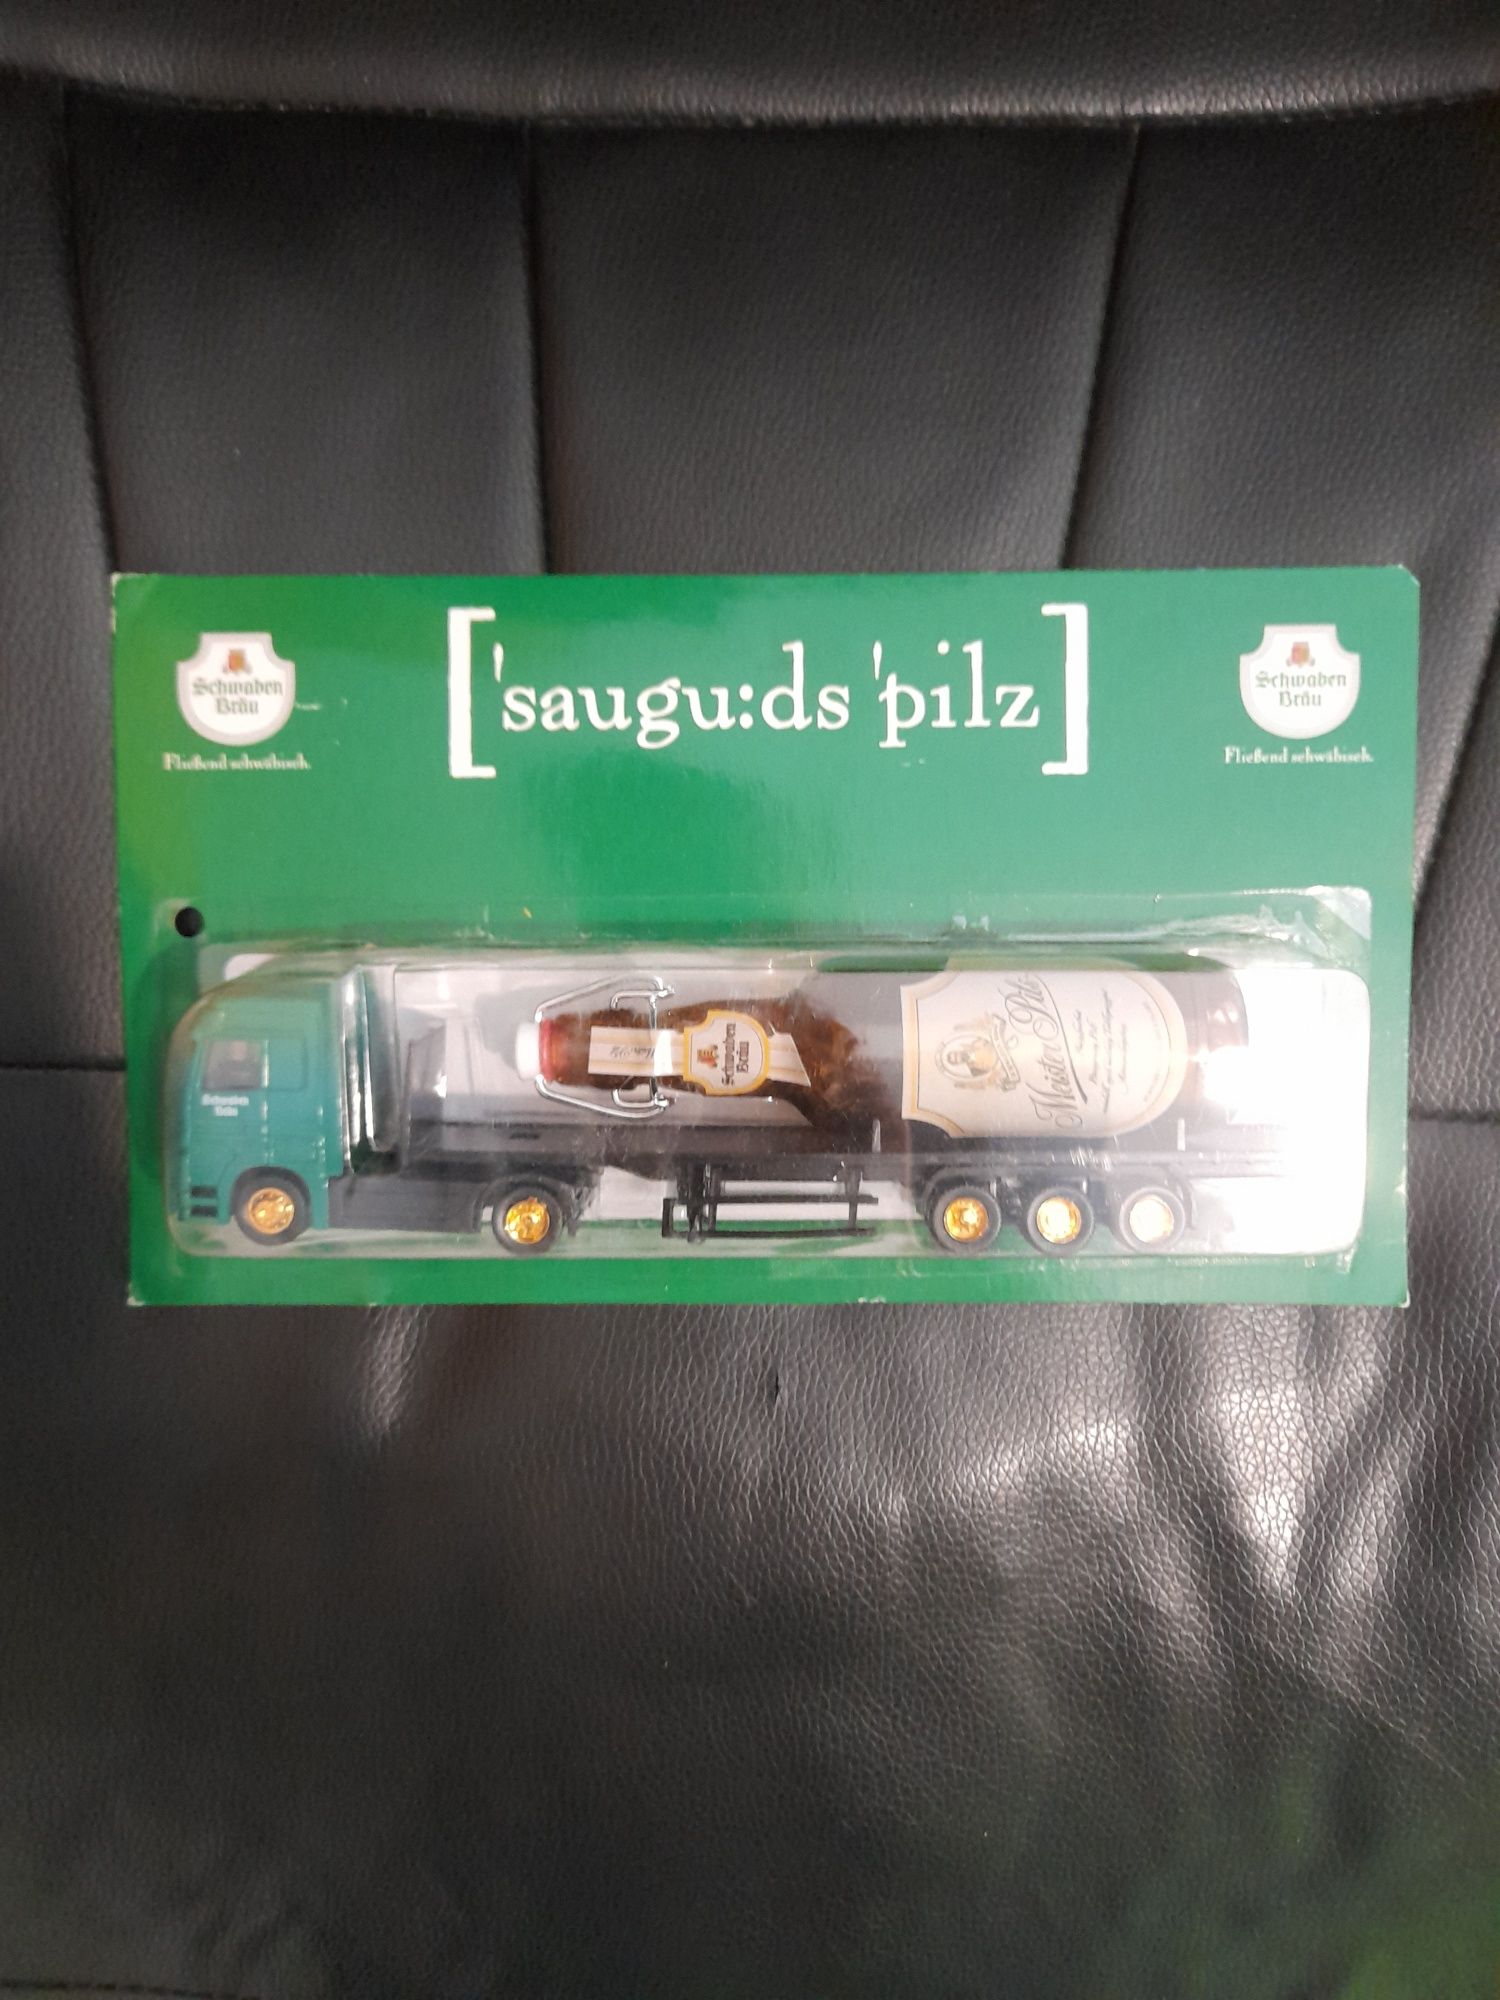 ['saugu:ds 'pilz]
Schwaben
Bräu
Fließend schwäbisch.
Schwaben
Bräu
Fließend schwäbisch.
Schwaben
Bräu
Schwaben
Bräu
Meister Pils